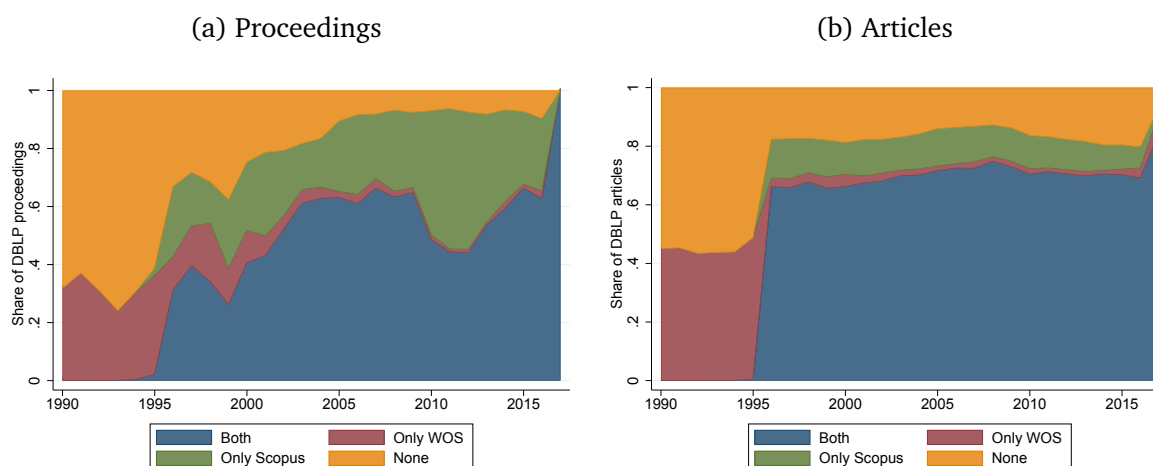 (a) Proceedings
Share of DBLP proceedings
1
.8
.6
.4
.2
0
1990 1995 2000 2005 2010 2015
Both Only WOS
Only Scopus None
(b) Articles
Share of DBLP articles
1
.8
.6
.4
.2
0
1990 1995 2000 2005 2010 2015
Both Only WOS
Only Scopus None